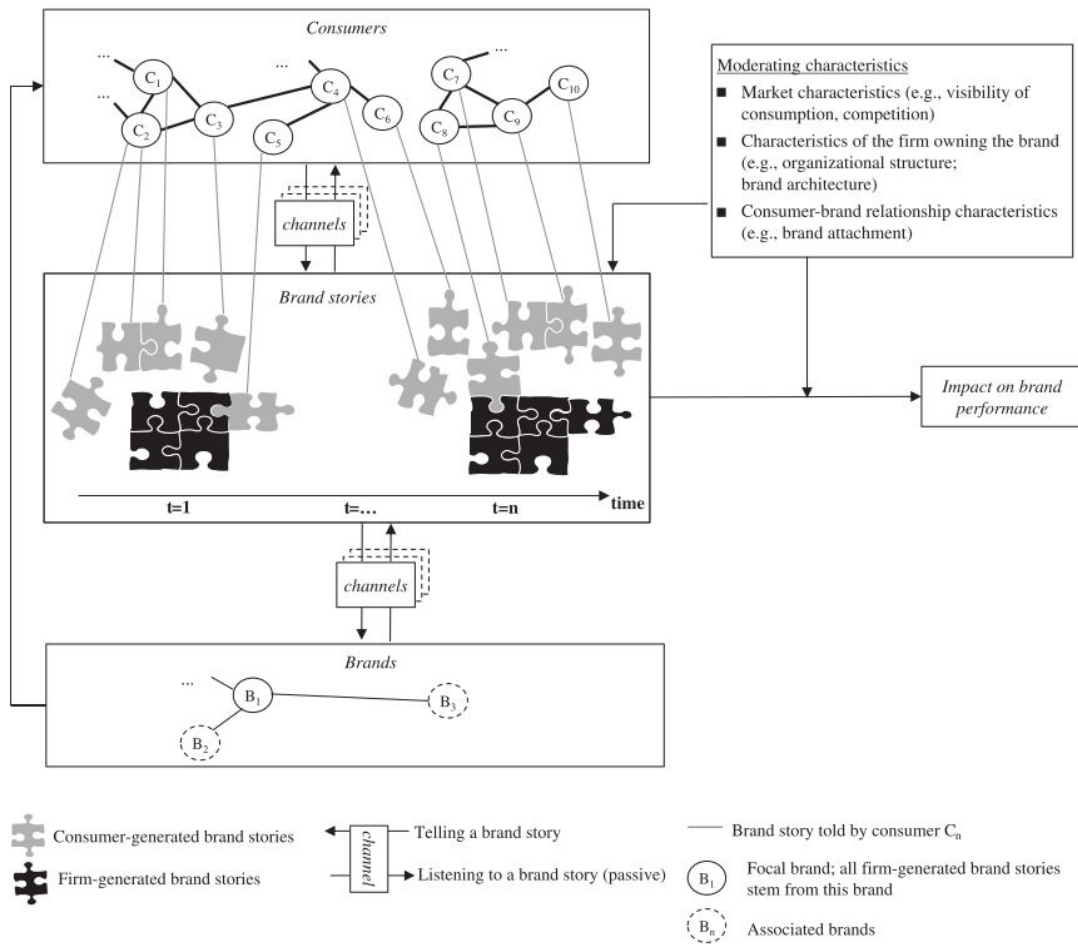 Consumers
...
...
...
...
C1
C2
C3
C4
C5
C6
C7
C8
C9
C10
Moderating characteristics
■ Market characteristics (e.g., visibility of
consumption, competition)
■ Characteristics of the firm owning the brand
(e.g., organizational structure;
brand architecture)
■ Consumer-brand relationship characteristics
(e.g., brand attachment)
channels
Brand stories
t=1
t=…
t=n
time
Impact on brand
performance
channels
Brands
...
B1
B2
B3
Consumer-generated brand stories
Firm-generated brand stories
channel
Telling a brand story
Listening to a brand story (passive)
Brand story told by consumer Cn
B1
Focal brand; all firm-generated brand stories
stem from this brand
Bn
Associated brands